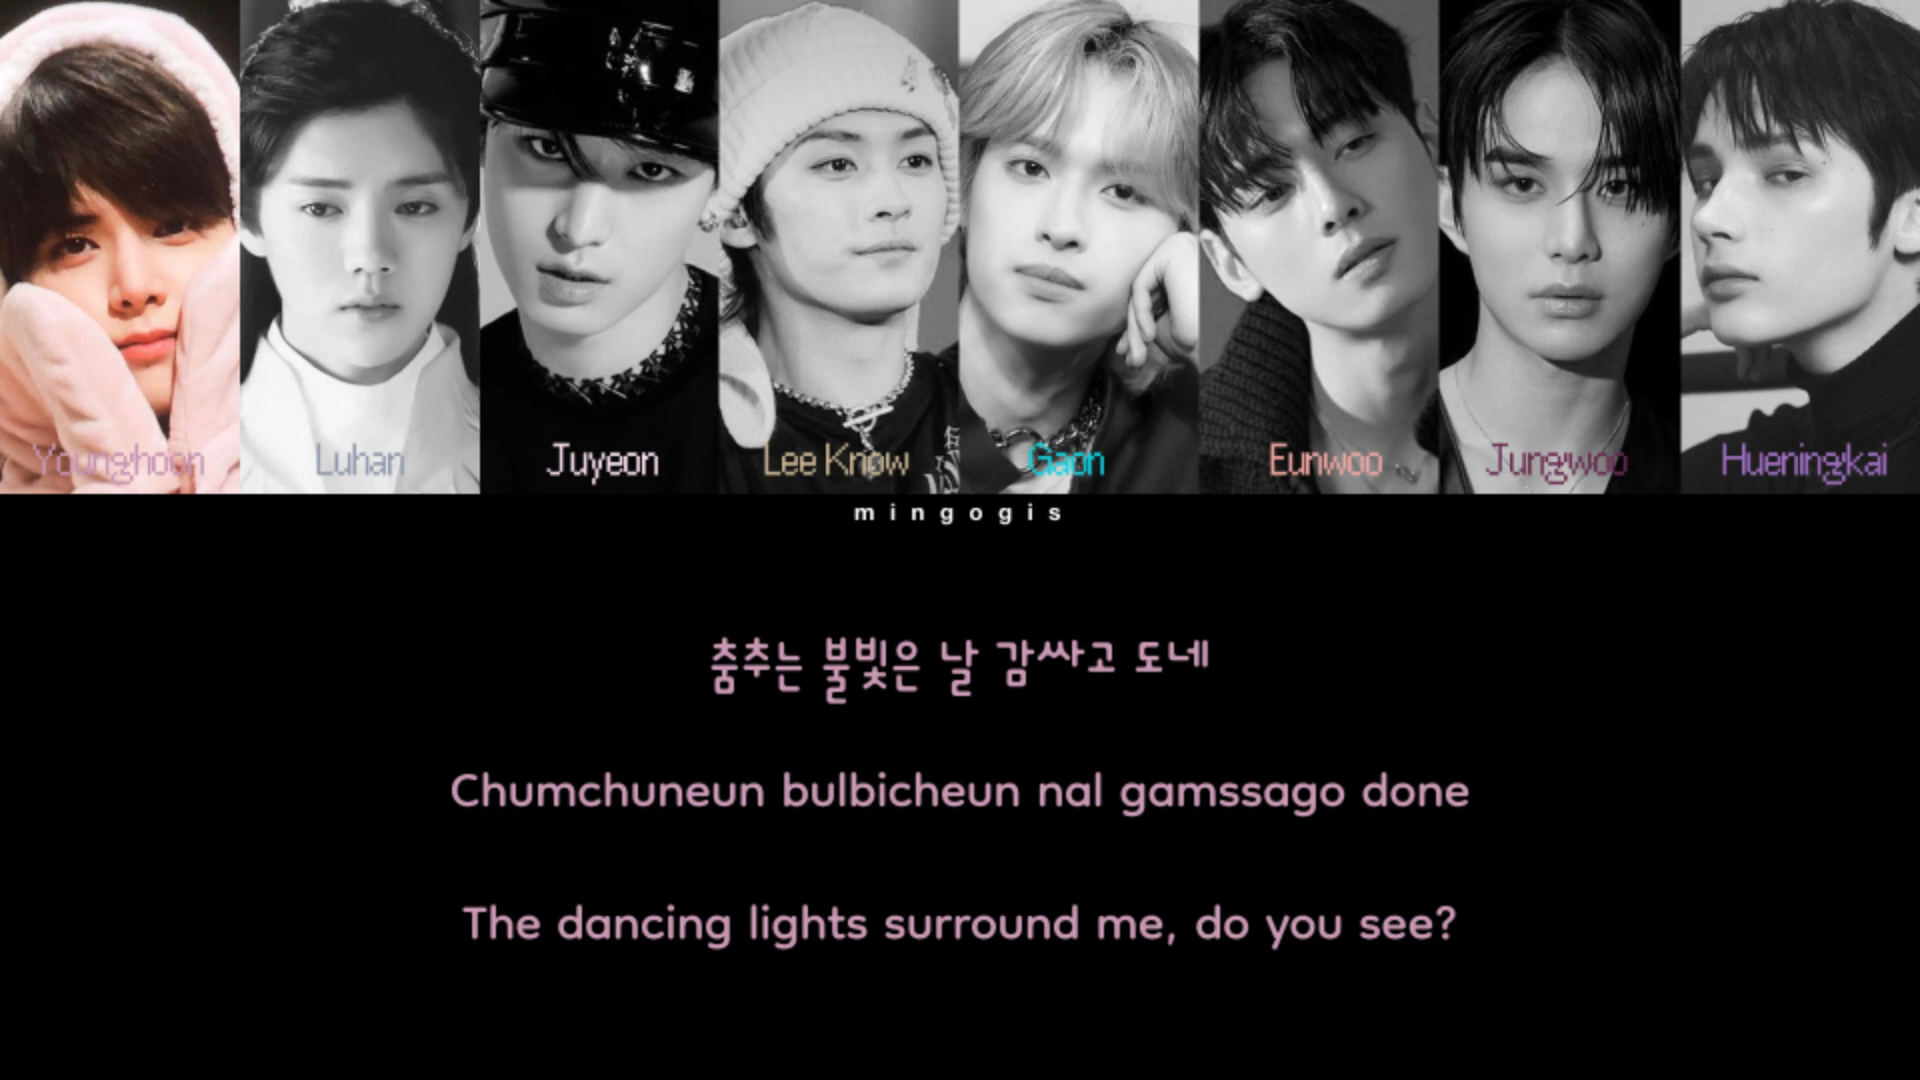 Younghoon
Luhan
Juyeon
Lee Know
Gaon
Eunwoo
Jungwoo
Hueningkai
mingogis
춤추는 불빛은 날 감싸고 도네
Chumchuneun bulbicheun nal gamssago done
The dancing lights surround me, do you see?